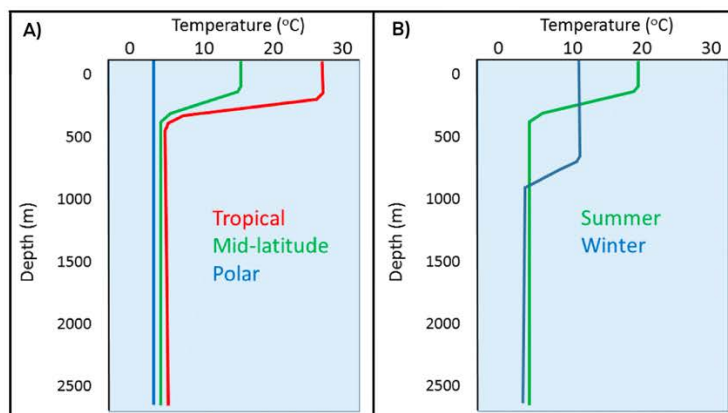 A)
Temperature (°C)
0 10 20 30
0
500
1000
1500
2000
2500
Depth (m)
Tropical
Mid-latitude
Polar
B)
Temperature (°C)
0 10 20 30
0
500
1000
1500
2000
2500
Depth (m)
Summer
Winter